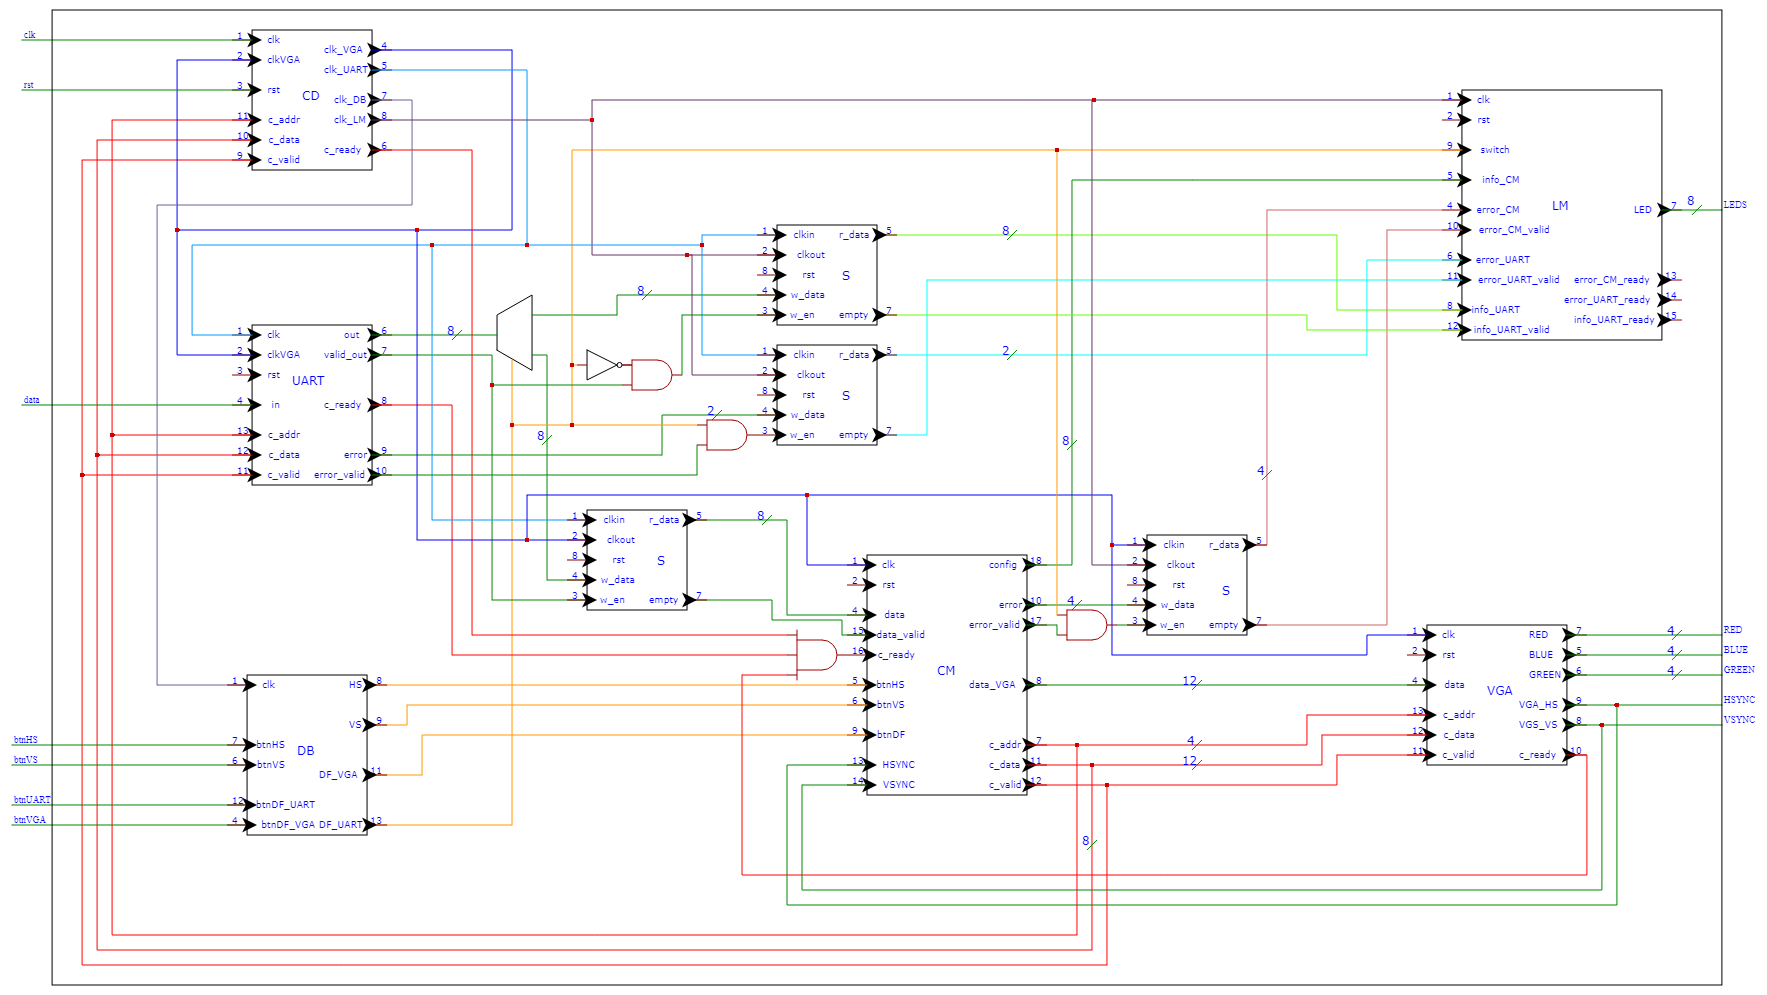 clk
rst
data
btnHS
btnVS
btnUART
btnVGA
CD
1 clk
2 clkVGA
3 rst
11 c_addr
10 c_data
9 c_valid
clk_VGA 4
clk_UART 5
clk_DB 7
clk_LM 8
c_ready 6
UART
1 clk
2 clkVGA
3 rst
4 in
13 c_addr
12 c_data
11 c_valid
out 6
valid_out 7
c_ready 8
error 9
error_valid 10
8
8
8
2
DB
1 clk
7 btnHS
6 btnVS
12 btnDF_UART
4 btnDF_VGA
HS 8
VS 9
DF_VGA 11
DF_UART 13
S
1 clkin
2 clkout
8 rst
4 w_data
3 w_en
r_data 5
empty 7
8
S
1 clkin
2 clkout
8 rst
4 w_data
3 w_en
r_data 5
empty 7
2
S
1 clkin
2 clkout
8 rst
4 w_data
3 w_en
r_data 5
empty 7
8
CM
1 clk
2 rst
4 data
15 data_valid
16 c_ready
5 btnHS
6 btnVS
9 btnDF
13 HSYNC
14 VSYNC
config 18
error 10
error_valid 17
data_VGA 8
c_addr 7
c_data 11
c_valid 12
8
4
12
4
12
8
S
1 clkin
2 clkout
8 rst
4 w_data
3 w_en
r_data 5
empty 7
4
LM
1 clk
2 rst
9 switch
5 info_CM
4 error_CM
10 error_CM_valid
6 error_UART
11 error_UART_valid
8 info_UART
12 info_UART_valid
LED 7
error_CM_ready 13
error_UART_ready 14
info_UART_ready 15
8
LEDS
VGA
1 clk
2 rst
4 data
13 c_addr
12 c_data
11 c_valid
RED 7
BLUE 5
GREEN 6
VGA_HS 9
VGS_VS 8
c_ready 10
4
4
4
RED
BLUE
GREEN
HSYNC
VSYNC